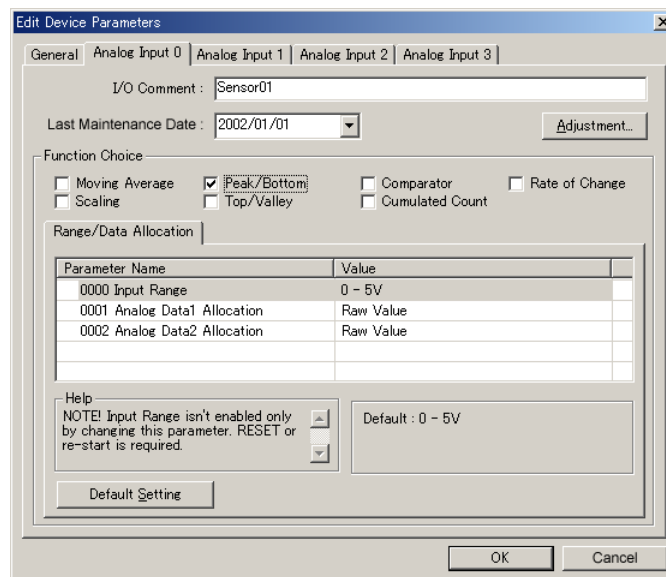 Edit Device Parameters
General Analog Input 0 Analog Input 1 Analog Input 2 Analog Input 3
I/O Comment : Sensor01
Last Maintenance Date : 2002/01/01 Adjustment...
Function Choice
Moving Average Peak/Bottom Comparator Rate of Change
Scaling Top/Valley Cumulated Count
Range/Data Allocation
Parameter Name Value
0000 Input Range 0 - 5V
0001 Analog Data1 Allocation Raw Value
0002 Analog Data2 Allocation Raw Value
Help
NOTE! Input Range isn't enabled only
by changing this parameter. RESET or
re-start is required.
Default : 0 - 5V
Default Setting
OK Cancel